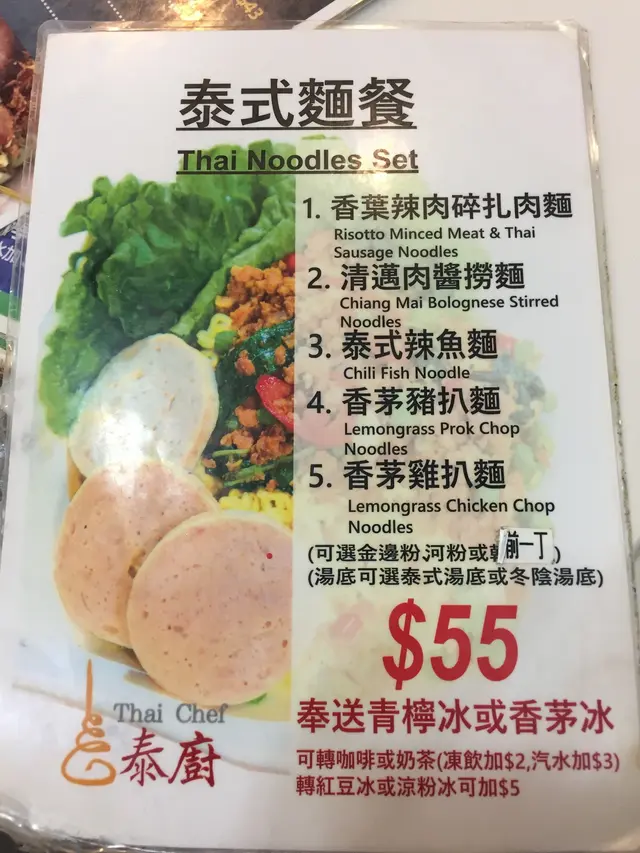 泰式麵餐
Thai Noodles Set
1. 香葉辣肉碎扎肉麵
Risotto Minced Meat & Thai
Sausage Noodles
2. 清邁肉醬撈麵
Chiang Mai Bolognese Stirred
Noodles
3. 泰式辣魚麵
Chili Fish Noodle
4. 香茅豬扒麵
Lemongrass Prok Chop
Noodles
5. 香茅雞扒麵
Lemongrass Chicken Chop
Noodles
(可選金邊粉,河粉或 前一丁)
(湯底可選泰式湯底或冬陰湯底)
$55
奉送青檸冰或香茅冰
可轉咖啡或奶茶(凍飲加$2,汽水加$3)
轉紅豆冰或涼粉冰可加$5
Thai Chef
泰廚